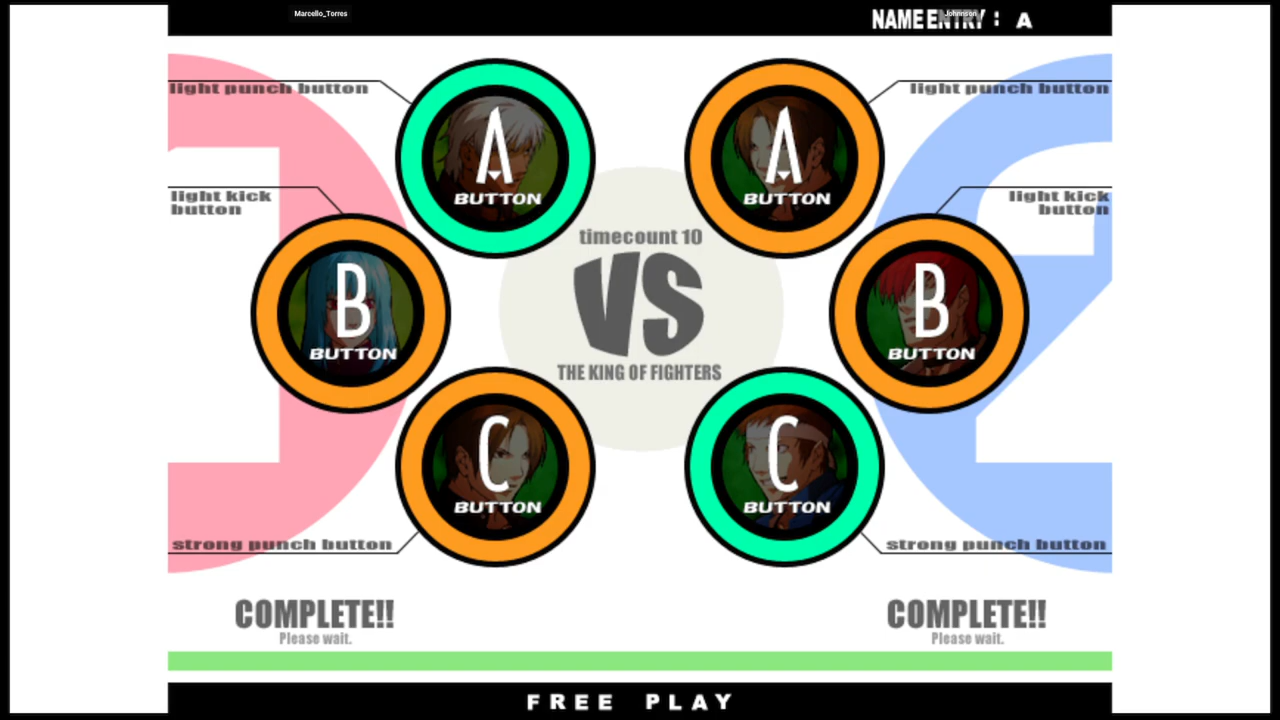 Marcello_Torres
Johnnson
NAME ENTRY : A
light punch button
light punch button
A
BUTTON
A
BUTTON
light kick
button
light kick
button
timecount 10
VS
THE KING OF FIGHTERS
B
BUTTON
B
BUTTON
C
BUTTON
C
BUTTON
strong punch button
strong punch button
COMPLETE!!
Please wait.
COMPLETE!!
Please wait.
FREE PLAY